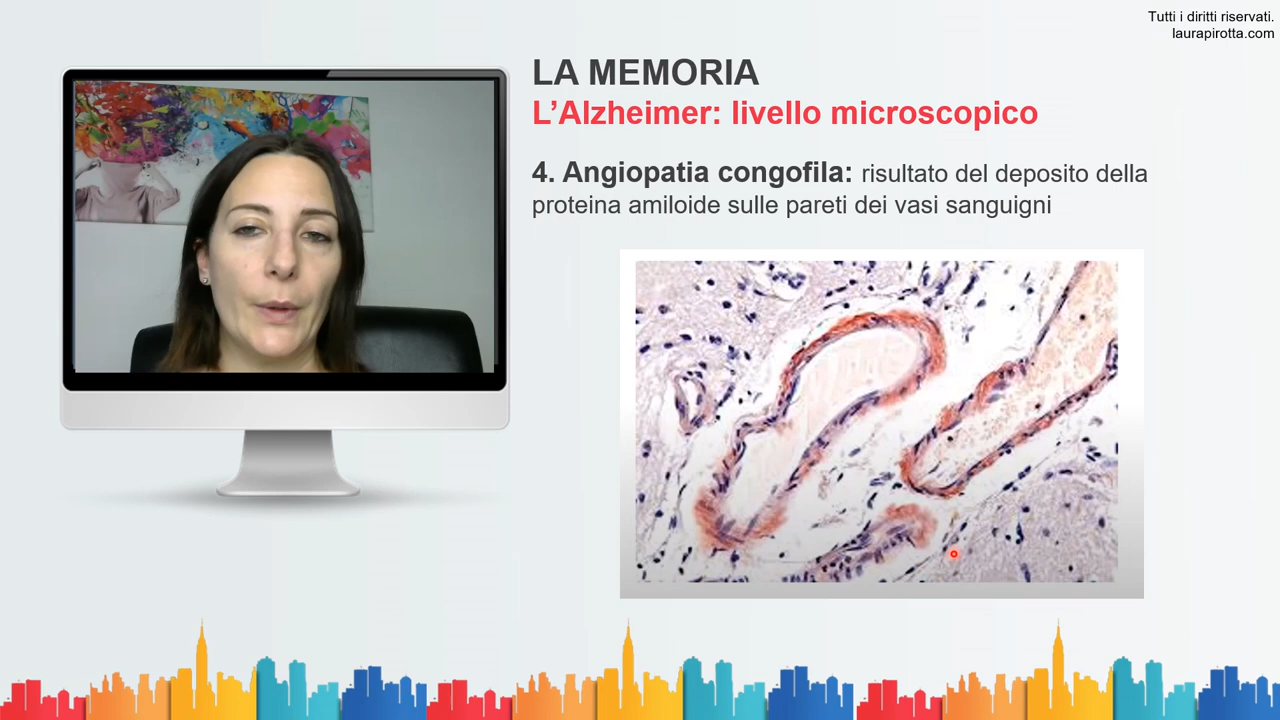 Tutti i diritti riservati.
laurapirotta.com
LA MEMORIA
L’Alzheimer: livello microscopico
4. Angiopatia congofila: risultato del deposito della
proteina amiloide sulle pareti dei vasi sanguigni